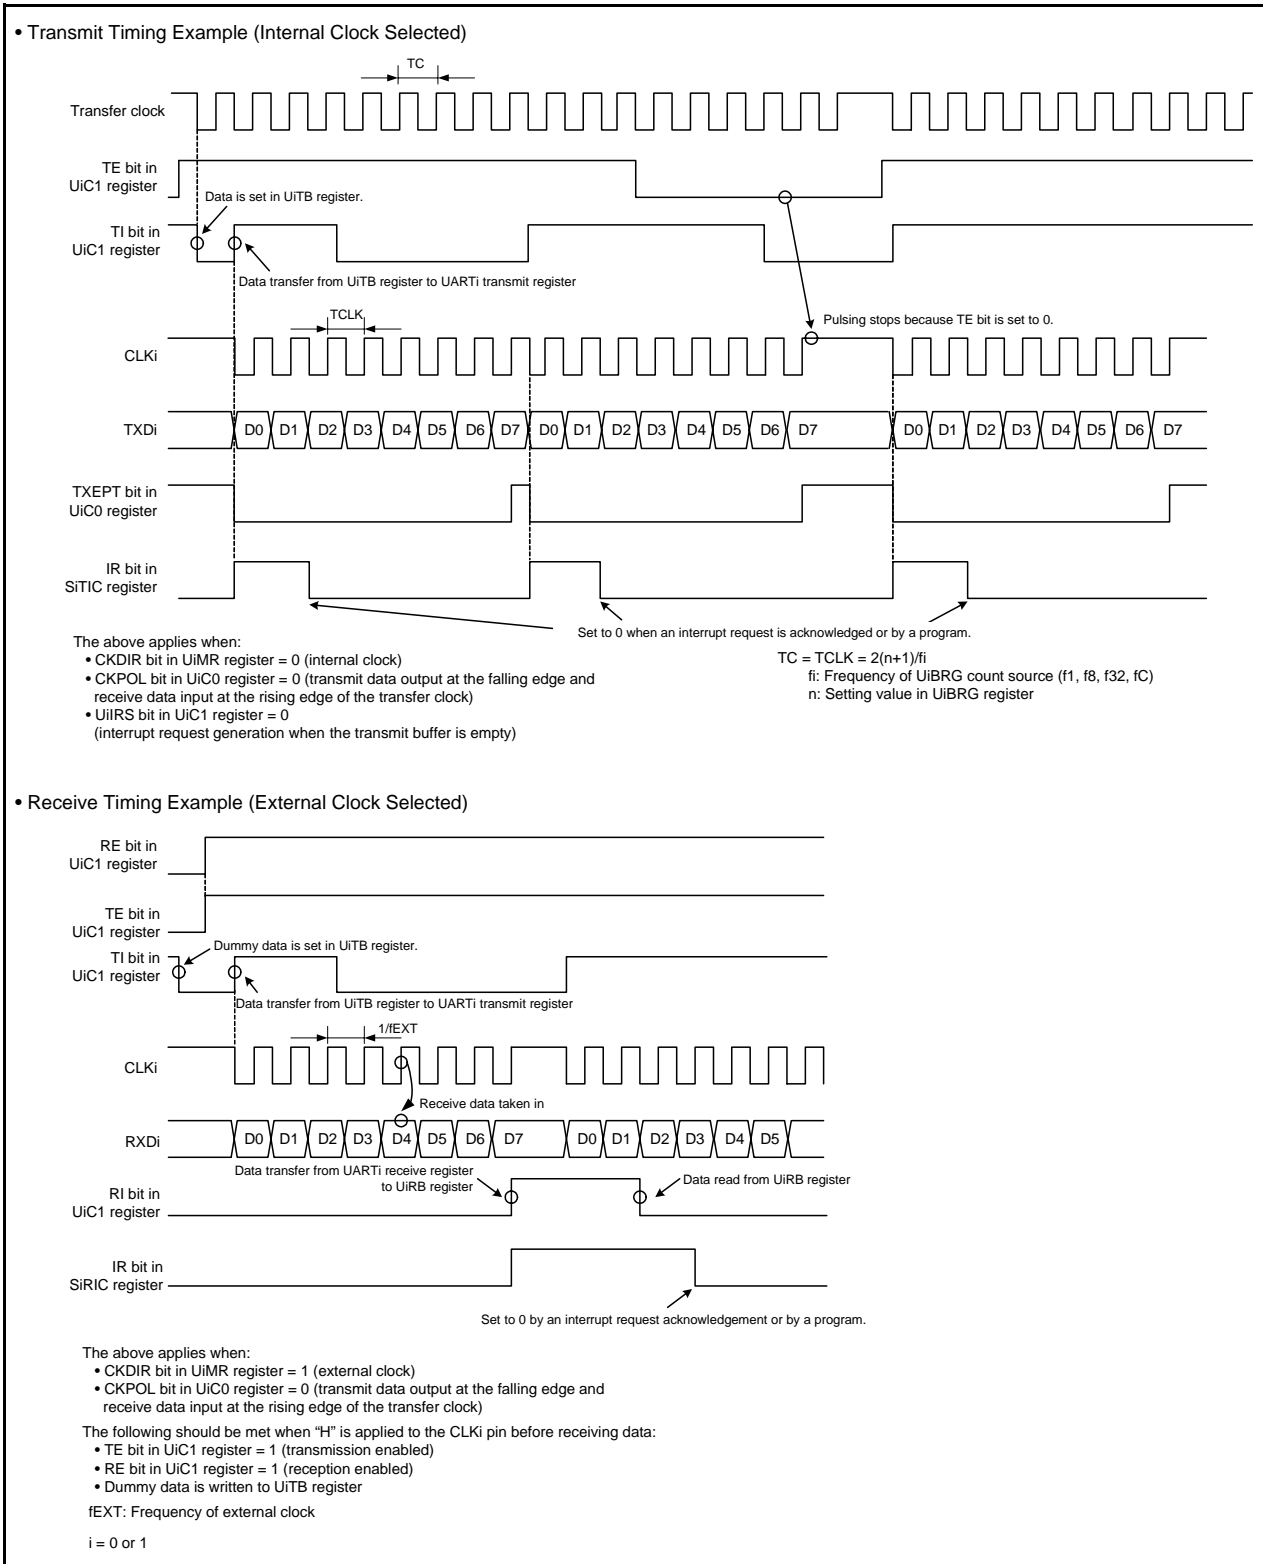 • Transmit Timing Example (Internal Clock Selected)
TC
Transfer clock
TE bit in
UiC1 register
Data is set in UiTB register.
TI bit in
UiC1 register
Data transfer from UiTB register to UARTi transmit register
TCLK
Pulsing stops because TE bit is set to 0.
CLKi
TXDi D0 D1 D2 D3 D4 D5 D6 D7 D0 D1 D2 D3 D4 D5 D6 D7 D0 D1 D2 D3 D4 D5 D6 D7
TXEPT bit in
UiC0 register
IR bit in
SiTIC register
Set to 0 when an interrupt request is acknowledged or by a program.
The above applies when:
• CKDIR bit in UiMR register = 0 (internal clock)
• CKPOL bit in UiC0 register = 0 (transmit data output at the falling edge and
receive data input at the rising edge of the transfer clock)
• UiIRS bit in UiC1 register = 0
(interrupt request generation when the transmit buffer is empty)
TC = TCLK = 2(n+1)/fi
fi: Frequency of UiBRG count source (f1, f8, f32, fC)
n: Setting value in UiBRG register
• Receive Timing Example (External Clock Selected)
RE bit in
UiC1 register
TE bit in
UiC1 register
Dummy data is set in UiTB register.
TI bit in
UiC1 register
Data transfer from UiTB register to UARTi transmit register
1/fEXT
CLKi
Receive data taken in
RXDi D0 D1 D2 D3 D4 D5 D6 D7 D0 D1 D2 D3 D4 D5
Data transfer from UARTi receive register
to UiRB register
Data read from UiRB register
RI bit in
UiC1 register
IR bit in
SiRIC register
Set to 0 by an interrupt request acknowledgement or by a program.
The above applies when:
• CKDIR bit in UiMR register = 1 (external clock)
• CKPOL bit in UiC0 register = 0 (transmit data output at the falling edge and
receive data input at the rising edge of the transfer clock)
The following should be met when “H” is applied to the CLKi pin before receiving data:
• TE bit in UiC1 register = 1 (transmission enabled)
• RE bit in UiC1 register = 1 (reception enabled)
• Dummy data is written to UiTB register
fEXT: Frequency of external clock
i = 0 or 1